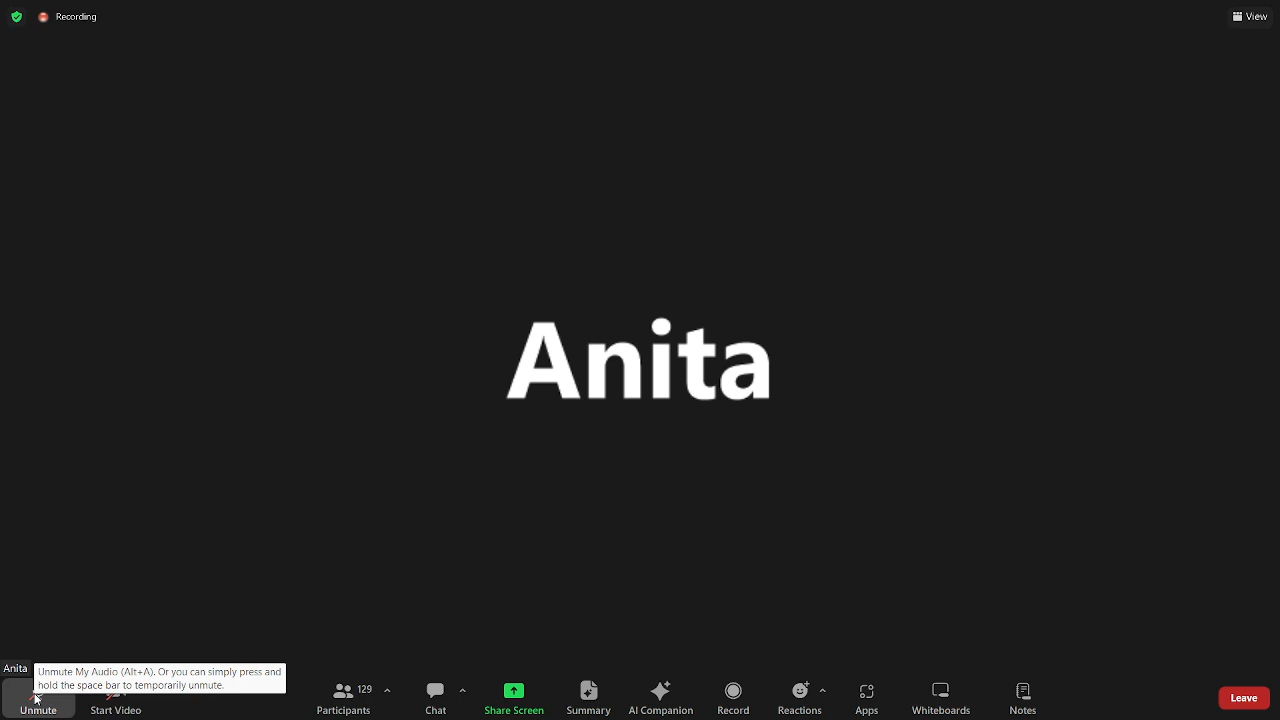 Recording
View
Anita
Anita
Unmute My Audio (Alt+A). Or you can simply press and
hold the space bar to temporarily unmute.
Unmute
Start Video
129
Participants
Chat
Share Screen
Summary
AI Companion
Record
Reactions
Apps
Whiteboards
Notes
Leave